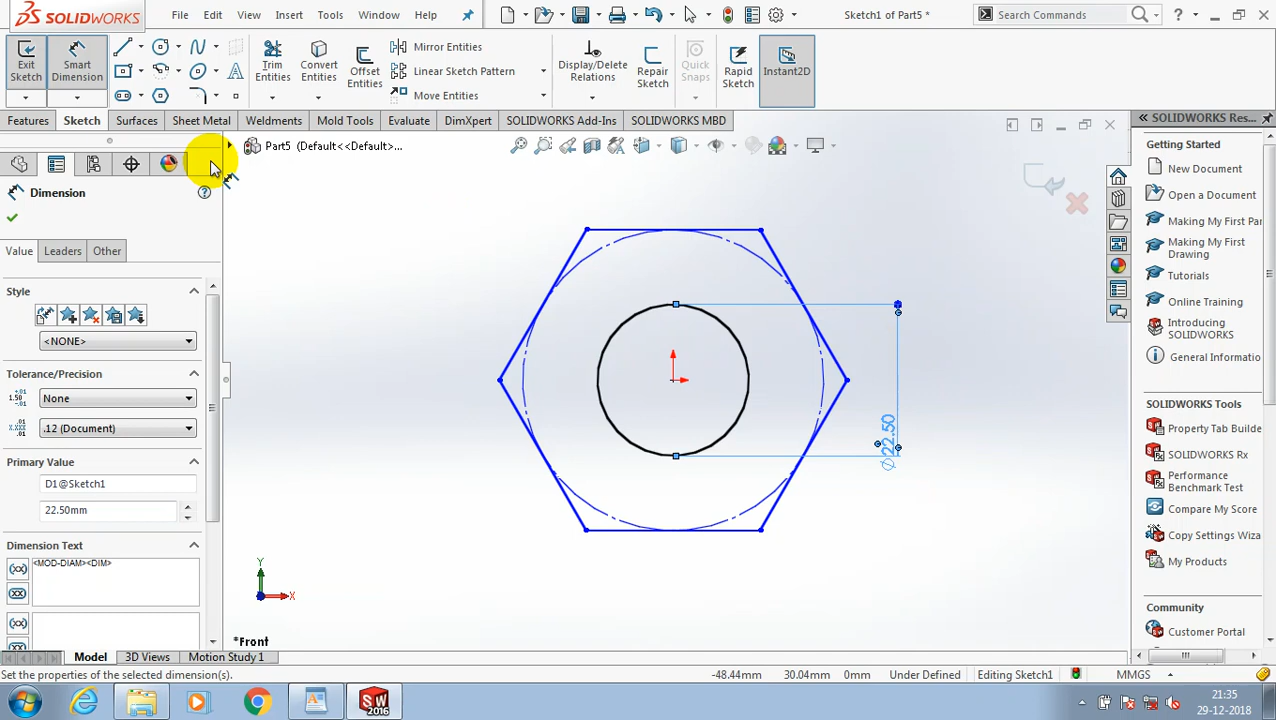 SOLIDWORKS
File
Edit
View
Insert
Tools
Window
Help
Sketch1 of Part5 *
Search Commands
Exit Sketch
Smart Dimension
Trim Entities
Convert Entities
Offset Entities
Mirror Entities
Linear Sketch Pattern
Move Entities
Display/Delete Relations
Repair Sketch
Quick Snaps
Rapid Sketch
Instant2D
Features
Sketch
Surfaces
Sheet Metal
Weldments
Mold Tools
Evaluate
DimXpert
SOLIDWORKS Add-Ins
SOLIDWORKS MBD
Part5 (Default<<Default>...
Dimension
Value
Leaders
Other
Style
<NONE>
Tolerance/Precision
None
.12 (Document)
Primary Value
D1@Sketch1
22.50mm
Dimension Text
<MOD-DIAM><DIM>
Ø22.50
Y
X
*Front
SOLIDWORKS Res...
Getting Started
New Document
Open a Document
Making My First Par
Making My First Drawing
Tutorials
Online Training
Introducing SOLIDWORKS
General Informatio
SOLIDWORKS Tools
Property Tab Builde
SOLIDWORKS Rx
Performance Benchmark Test
Compare My Score
Copy Settings Wiza
My Products
Community
Customer Portal
Model
3D Views
Motion Study 1
Set the properties of the selected dimension(s).
-48.44mm
30.04mm
0mm
Under Defined
Editing Sketch1
MMGS
SW 2016
21:35
29-12-2018